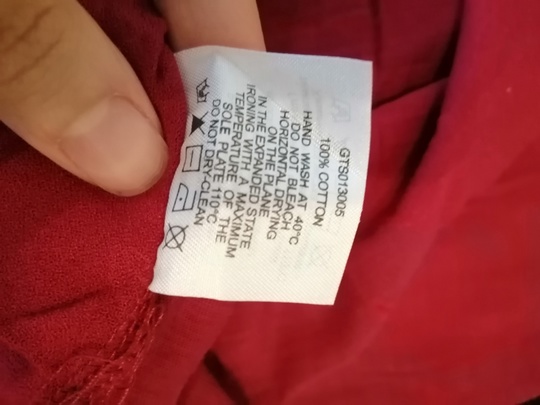 GTS013005
100% COTTON
HAND WASH AT 40°C
DO NOT BLEACH
HORIZONTAL DRYING
ON THE PLANE
IN THE EXPANDED STATE
IRONING WITH A MAXIMUM
TEMPERATURE OF THE
SOLE PLATE 110°C
DO NOT DRY-CLEAN